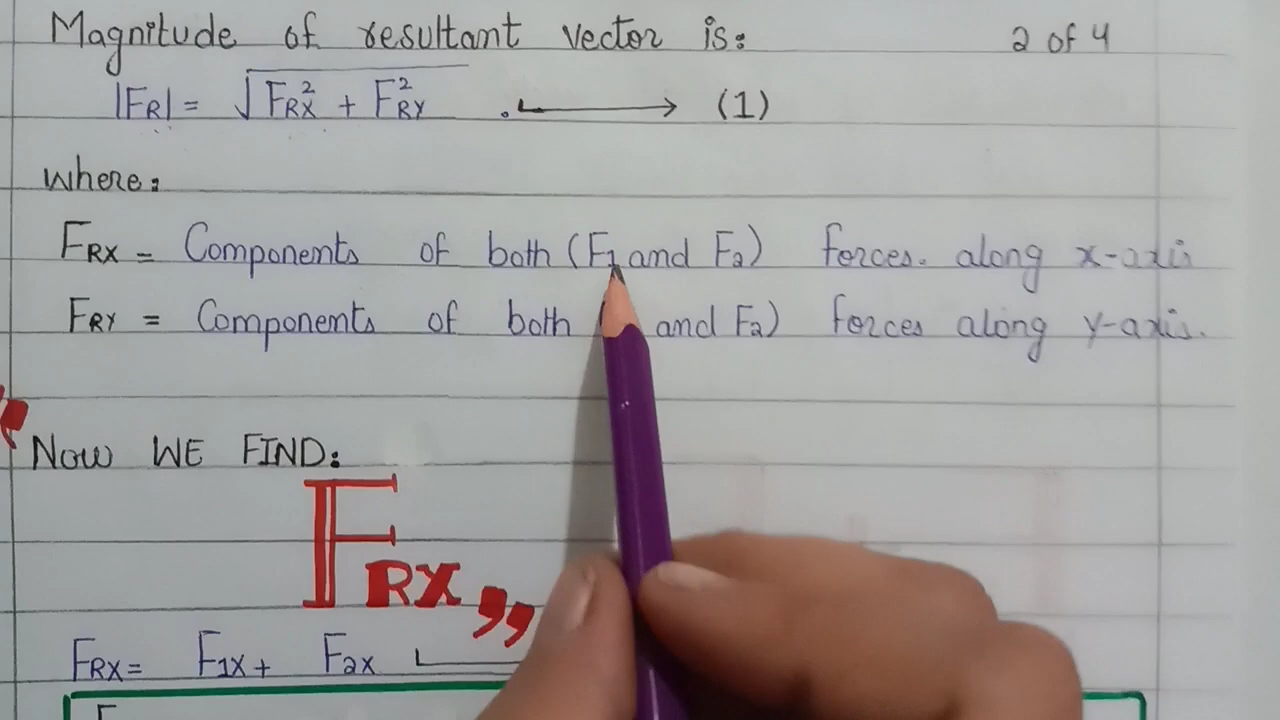 Magnitude of resultant vector is: 2 of 4
|FR| = √FRX² + FRY² . ⟼ (1)
where:
FRX = Components of both (F1 and F2) forces. along x-axis
FRY = Components of both ( and F2) forces along y-axis.
"
NOW WE FIND:
FRX ,,
FRX = F1X + F2X